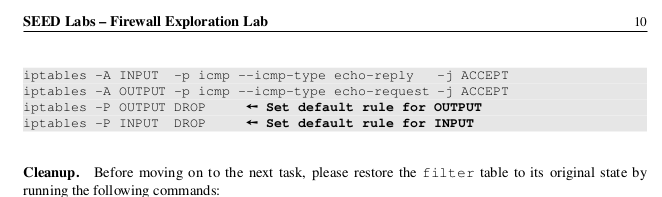 SEED Labs – Firewall Exploration Lab 10
iptables -A INPUT -p icmp --icmp-type echo-reply -j ACCEPT
iptables -A OUTPUT -p icmp --icmp-type echo-request -j ACCEPT
iptables -P OUTPUT DROP ← Set default rule for OUTPUT
iptables -P INPUT DROP ← Set default rule for INPUT
Cleanup. Before moving on to the next task, please restore the filter table to its original state by
running the following commands: